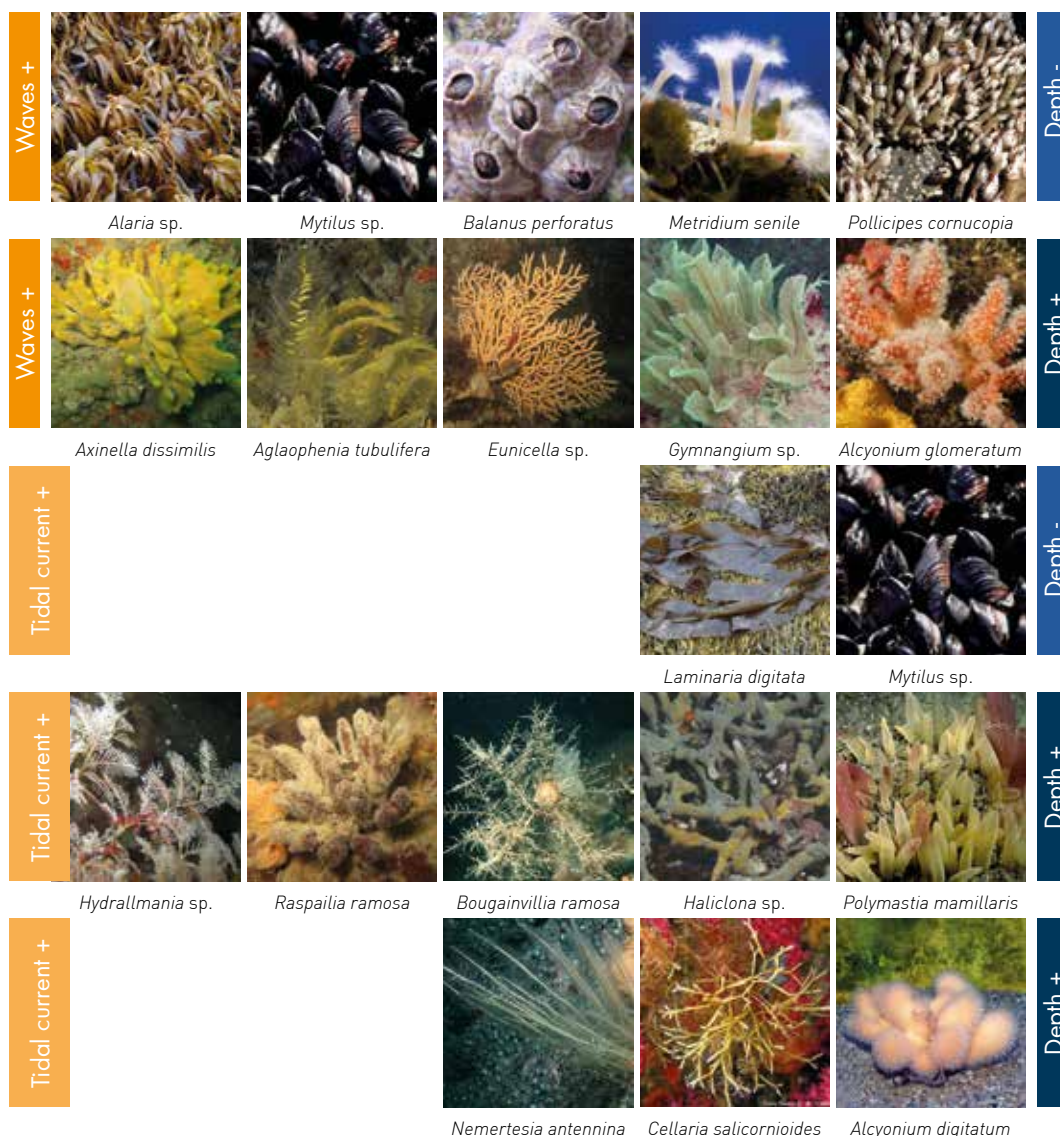 Waves +
Depth -
Alaria sp.
Mytilus sp.
Balanus perforatus
Metridium senile
Pollicipes cornucopia
Waves +
Depth +
Axinella dissimilis
Aglaophenia tubulifera
Eunicella sp.
Gymnangium sp.
Alcyonium glomeratum
Tidal current +
Depth -
Laminaria digitata
Mytilus sp.
Tidal current +
Depth +
Hydrallmania sp.
Raspailia ramosa
Bougainvillia ramosa
Haliclona sp.
Polymastia mamillaris
Tidal current +
Depth +
Nemertesia antennina
Cellaria salicornioides
Alcyonium digitatum